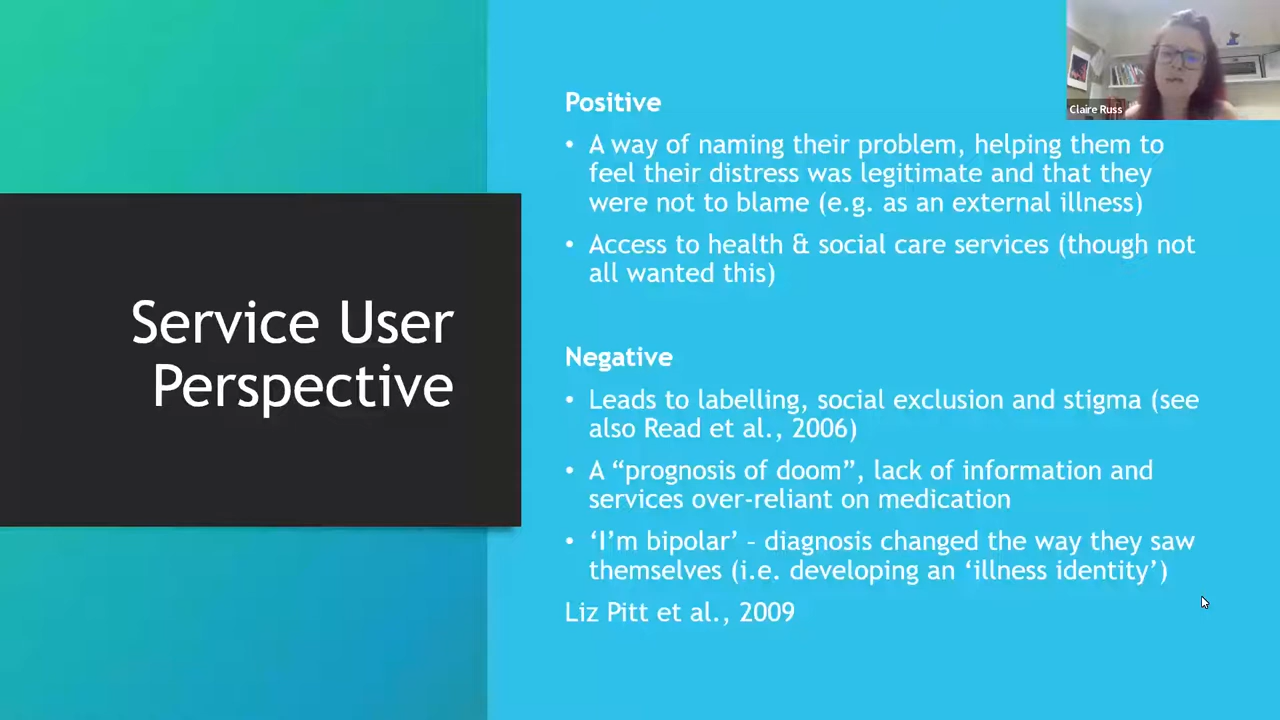 Service User
Perspective
Positive
• A way of naming their problem, helping them to
feel their distress was legitimate and that they
were not to blame (e.g. as an external illness)
• Access to health & social care services (though not
all wanted this)
Negative
• Leads to labelling, social exclusion and stigma (see
also Read et al., 2006)
• A “prognosis of doom”, lack of information and
services over-reliant on medication
• ‘I’m bipolar’ – diagnosis changed the way they saw
themselves (i.e. developing an ‘illness identity’)
Liz Pitt et al., 2009
Claire Russ